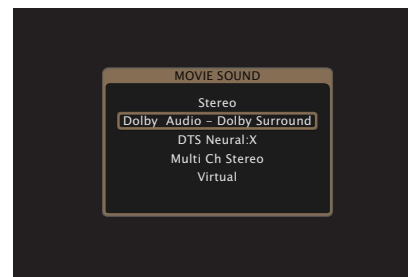 MOVIE SOUND
Stereo
Dolby Audio – Dolby Surround
DTS Neural:X
Multi Ch Stereo
Virtual